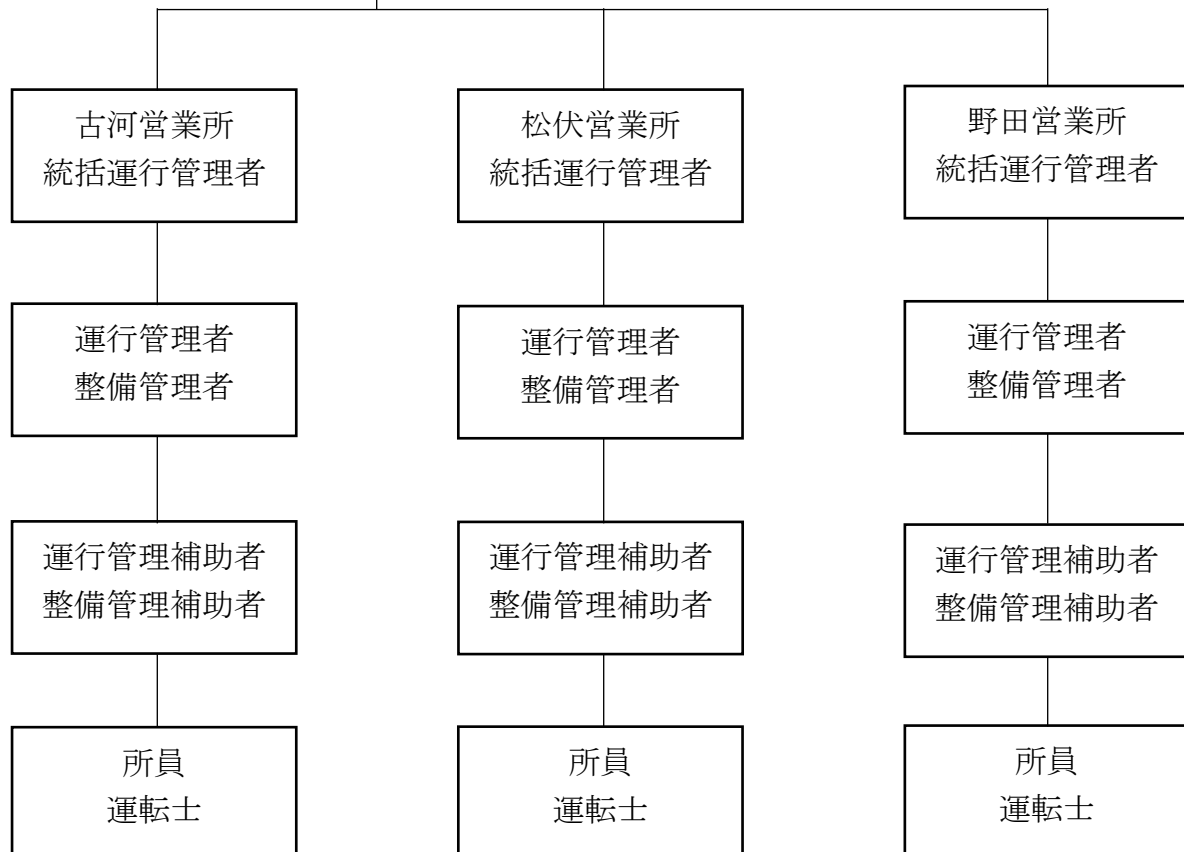 古河営業所
統括運行管理者
運行管理者
整備管理者
運行管理補助者
整備管理補助者
所員
運転士
松伏営業所
統括運行管理者
運行管理者
整備管理者
運行管理補助者
整備管理補助者
所員
運転士
野田営業所
統括運行管理者
運行管理者
整備管理者
運行管理補助者
整備管理補助者
所員
運転士